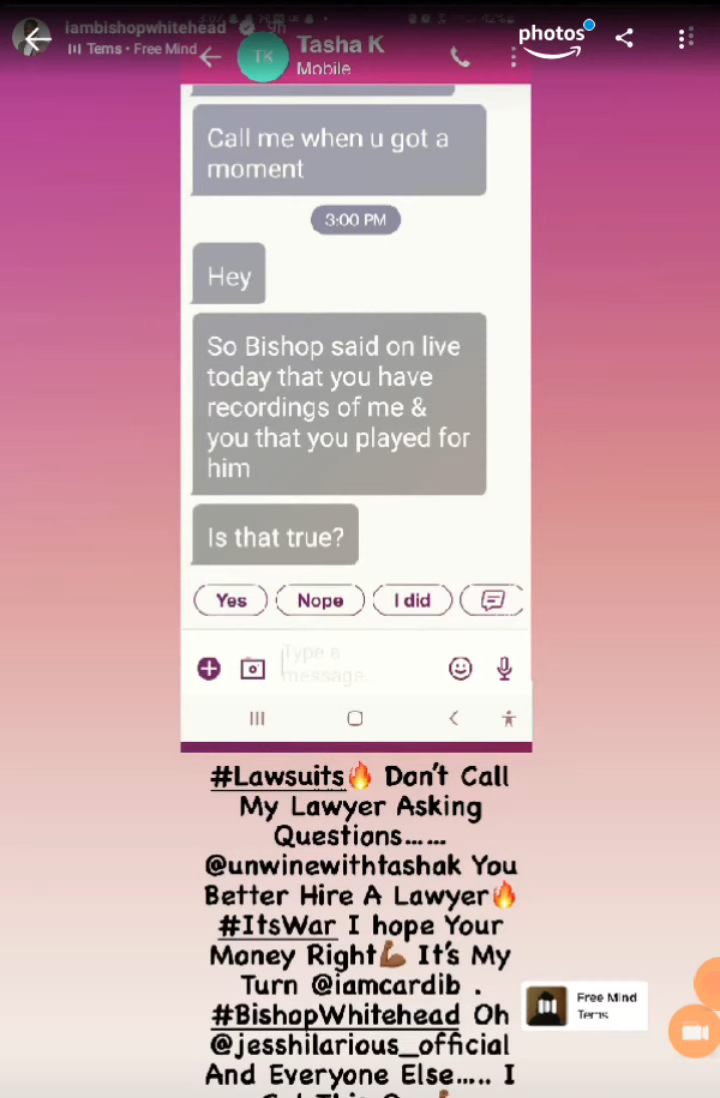 iambishopwhitehead 9h
Tems • Free Mind
photos
TK
Tasha K
Mobile
Call me when u got a
moment
3:00 PM
Hey
So Bishop said on live
today that you have
recordings of me &
you that you played for
him
Is that true?
Yes Nope I did
Type a
message...
#Lawsuits🔥 Don't Call
My Lawyer Asking
Questions......
@unwinewithtashak You
Better Hire A Lawyer🔥
#ItsWar I hope Your
Money Right💪🏾 It's My
Turn @iamcardib .
#BishopWhitehead Oh
@jesshilarious_official
And Everyone Else..... I
Free Mind
Tems